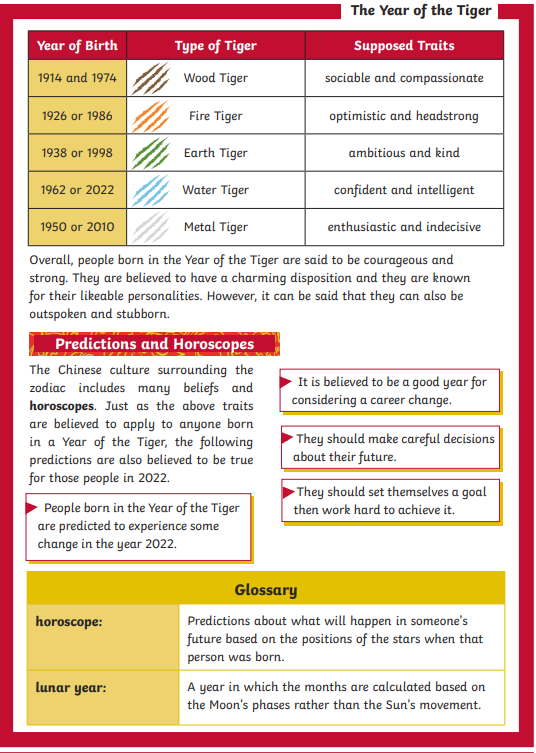 The Year of the Tiger
Year of Birth Type of Tiger Supposed Traits
1914 and 1974 Wood Tiger sociable and compassionate
1926 or 1986 Fire Tiger optimistic and headstrong
1938 or 1998 Earth Tiger ambitious and kind
1962 or 2022 Water Tiger confident and intelligent
1950 or 2010 Metal Tiger enthusiastic and indecisive
Overall, people born in the Year of the Tiger are said to be courageous and
strong. They are believed to have a charming disposition and they are known
for their likeable personalities. However, it can be said that they can also be
outspoken and stubborn.
Predictions and Horoscopes
The Chinese culture surrounding the
zodiac includes many beliefs and
horoscopes. Just as the above traits
are believed to apply to anyone born
in a Year of the Tiger, the following
predictions are also believed to be true
for those people in 2022.
People born in the Year of the Tiger
are predicted to experience some
change in the year 2022.
It is believed to be a good year for
considering a career change.
They should make careful decisions
about their future.
They should set themselves a goal
then work hard to achieve it.
Glossary
horoscope: Predictions about what will happen in someone's
future based on the positions of the stars when that
person was born.
lunar year: A year in which the months are calculated based on
the Moon's phases rather than the Sun's movement.